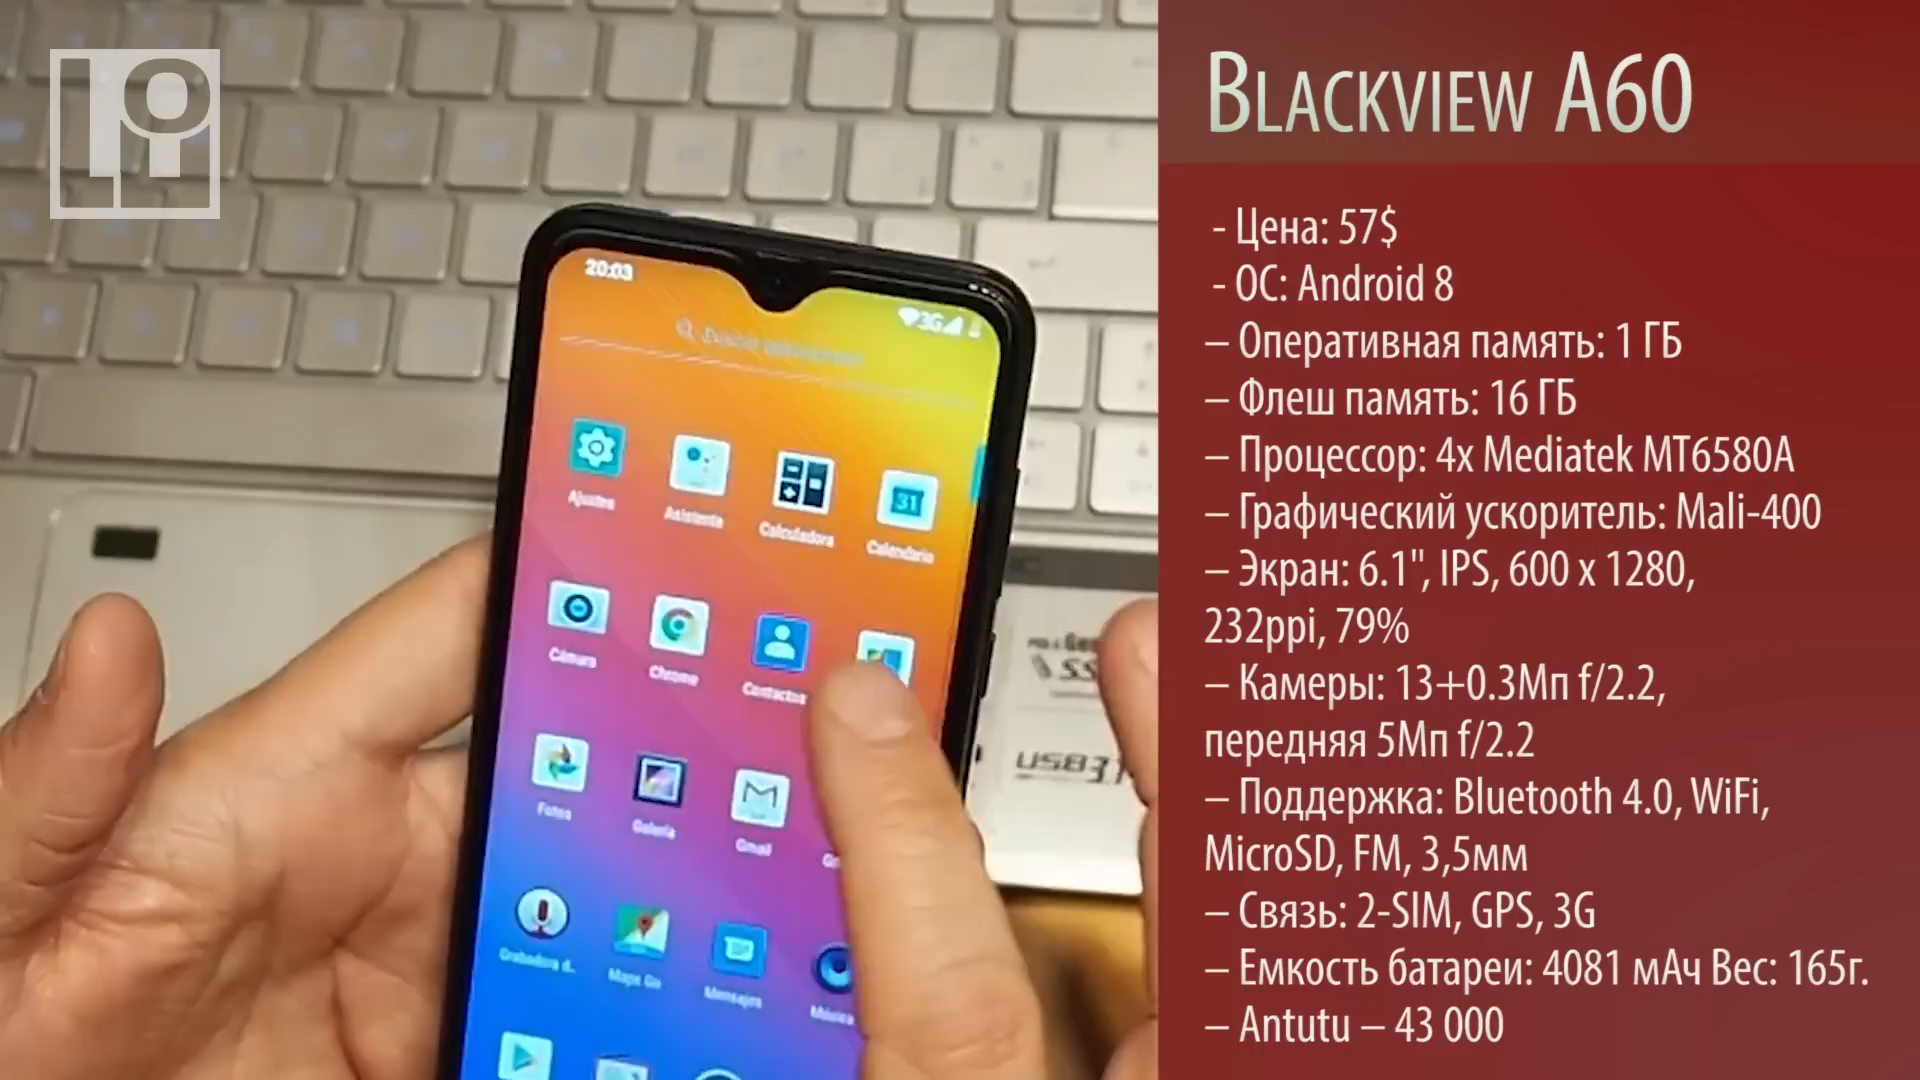 Blackview A60
- Цена: 57$
- ОС: Android 8
– Оперативная память: 1 ГБ
– Флеш память: 16 ГБ
– Процессор: 4x Mediatek MT6580A
– Графический ускоритель: Mali-400
– Экран: 6.1", IPS, 600 x 1280,
232ppi, 79%
– Камеры: 13+0.3Мп f/2.2,
передняя 5Мп f/2.2
– Поддержка: Bluetooth 4.0, WiFi,
MicroSD, FM, 3,5мм
– Связь: 2-SIM, GPS, 3G
– Емкость батареи: 4081 мАч Вес: 165г.
– Antutu – 43 000
20:03
3G
Ajustes
Asistente
Calculadora
31
Calendario
Cámara
Chrome
Contactos
Fotos
Galería
Gmail
Grabadora d..
Maps Go
Mensajes
Música